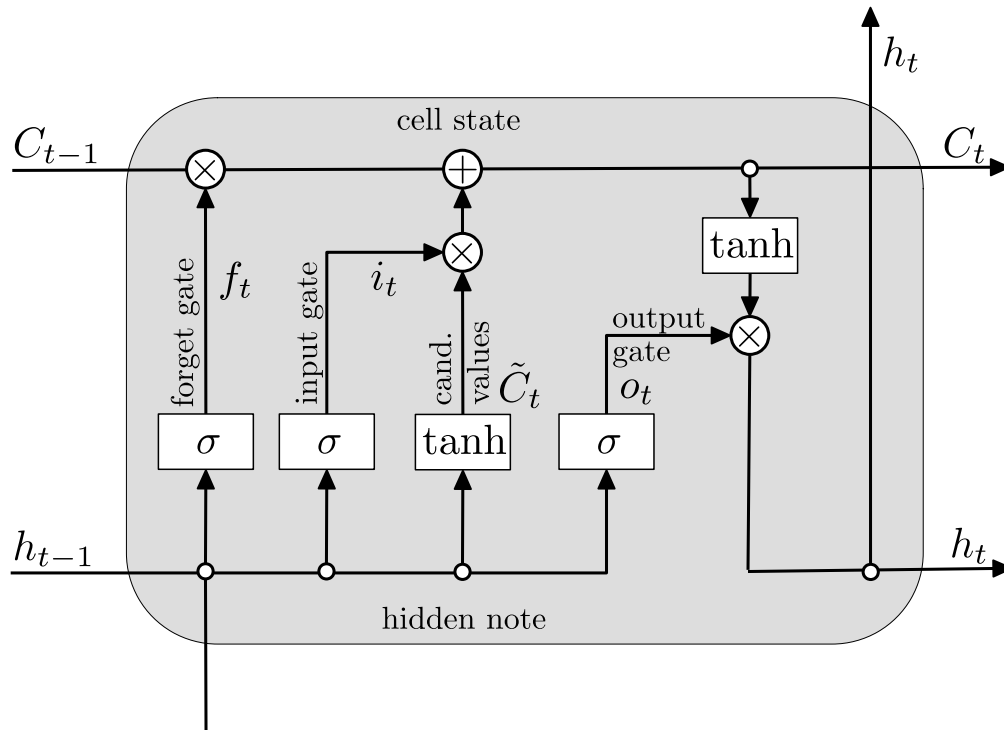 h_t
cell state
C_{t-1}
C_t
×
+
tanh
forget gate
f_t
input gate
i_t
×
cand.
values
C̃_t
output
gate
o_t
×
σ
σ
tanh
σ
h_{t-1}
h_t
hidden note